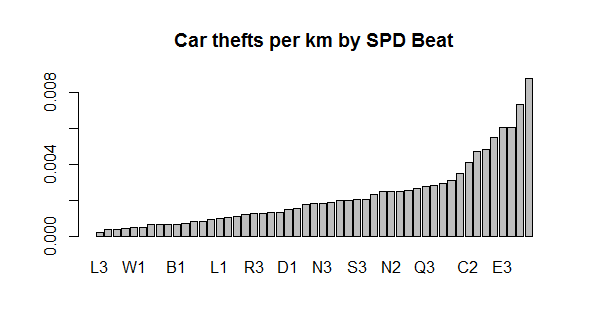 Car thefts per km by SPD Beat
0.008
0.004
0.000
L3 W1 B1 L1 R3 D1 N3 S3 N2 Q3 C2 E3